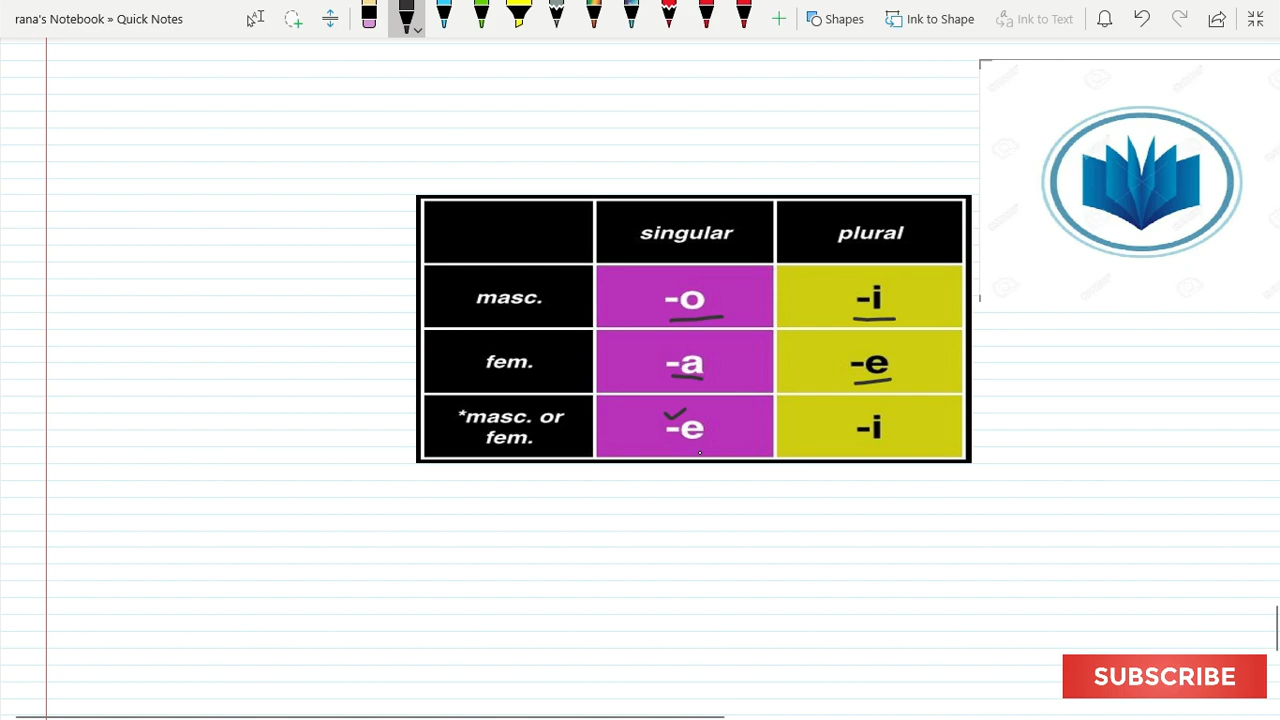 rana's Notebook » Quick Notes
Shapes
Ink to Shape
Ink to Text
singular plural
masc. -o -i
fem. -a -e
*masc. or
fem. -e -i
SUBSCRIBE